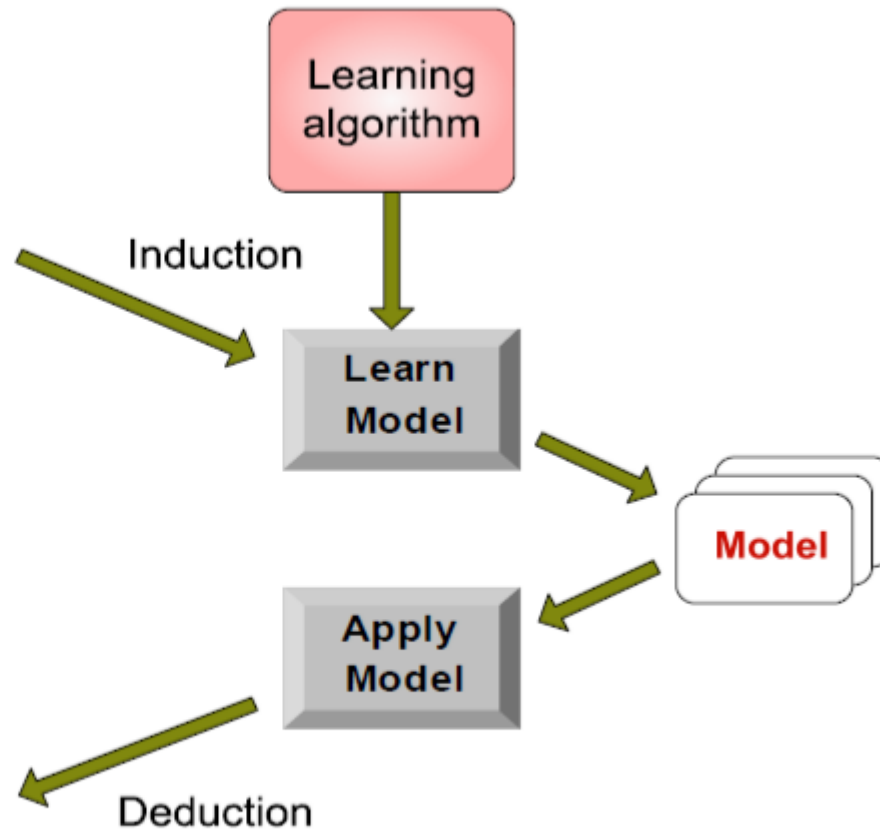 Learning
algorithm
Induction
Learn
Model
Model
Apply
Model
Deduction